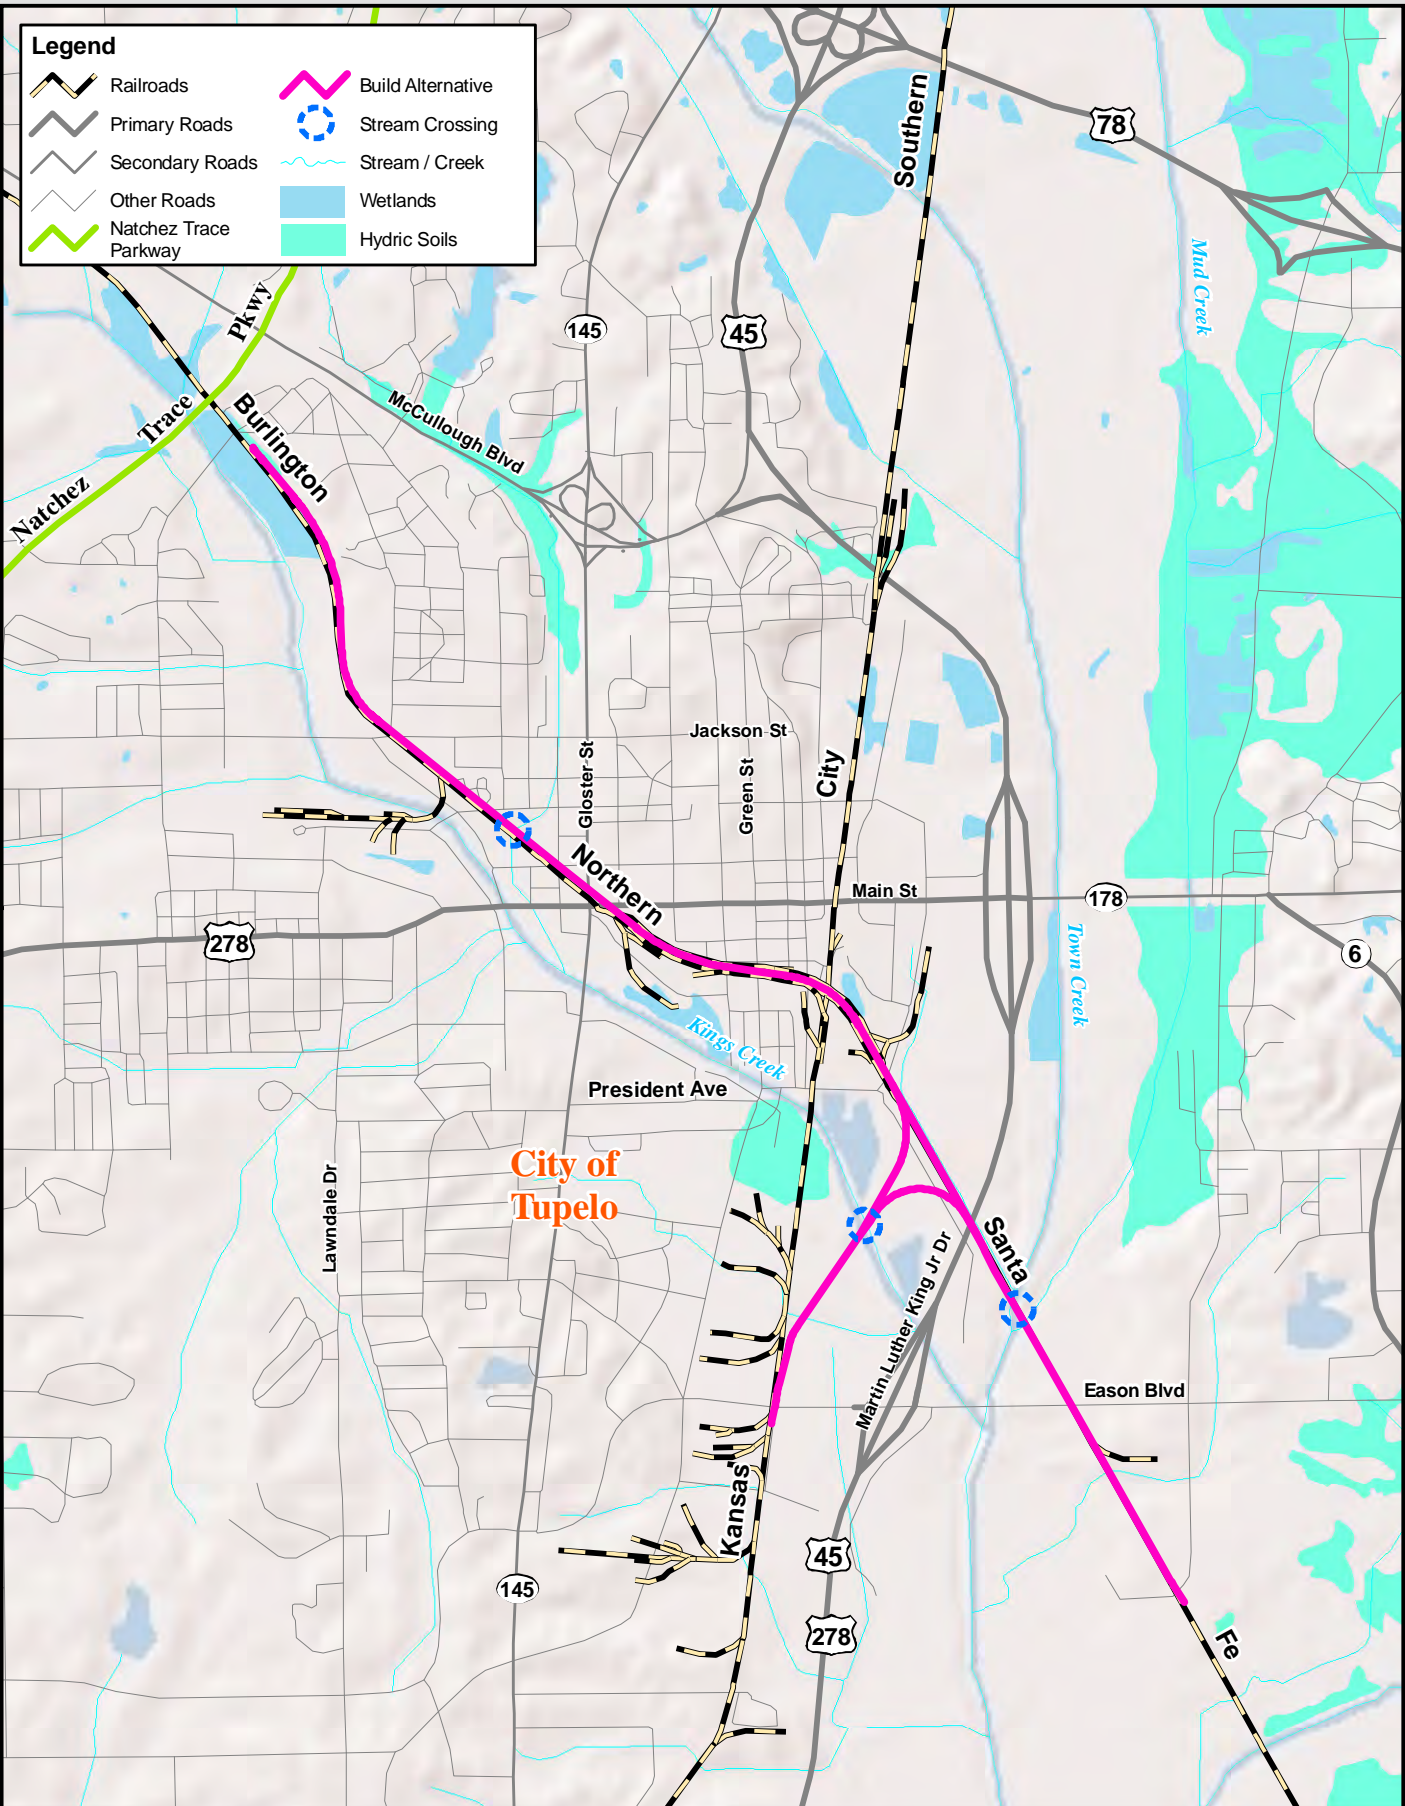 Legend
Railroads
Primary Roads
Secondary Roads
Other Roads
Natchez Trace
Parkway
Build Alternative
Stream Crossing
Stream / Creek
Wetlands
Hydric Soils
Southern
78
Mud Creek
Pkwy
145
45
Trace
Burlington
McCullough Blvd
Natchez
Jackson St
Gloster St
Green St
City
Northern
Main St
178
278
6
Town Creek
Kings Creek
President Ave
City of
Tupelo
Lawndale Dr
Santa
Martin Luther King Jr Dr
Eason Blvd
Kansas
45
145
278
Fe